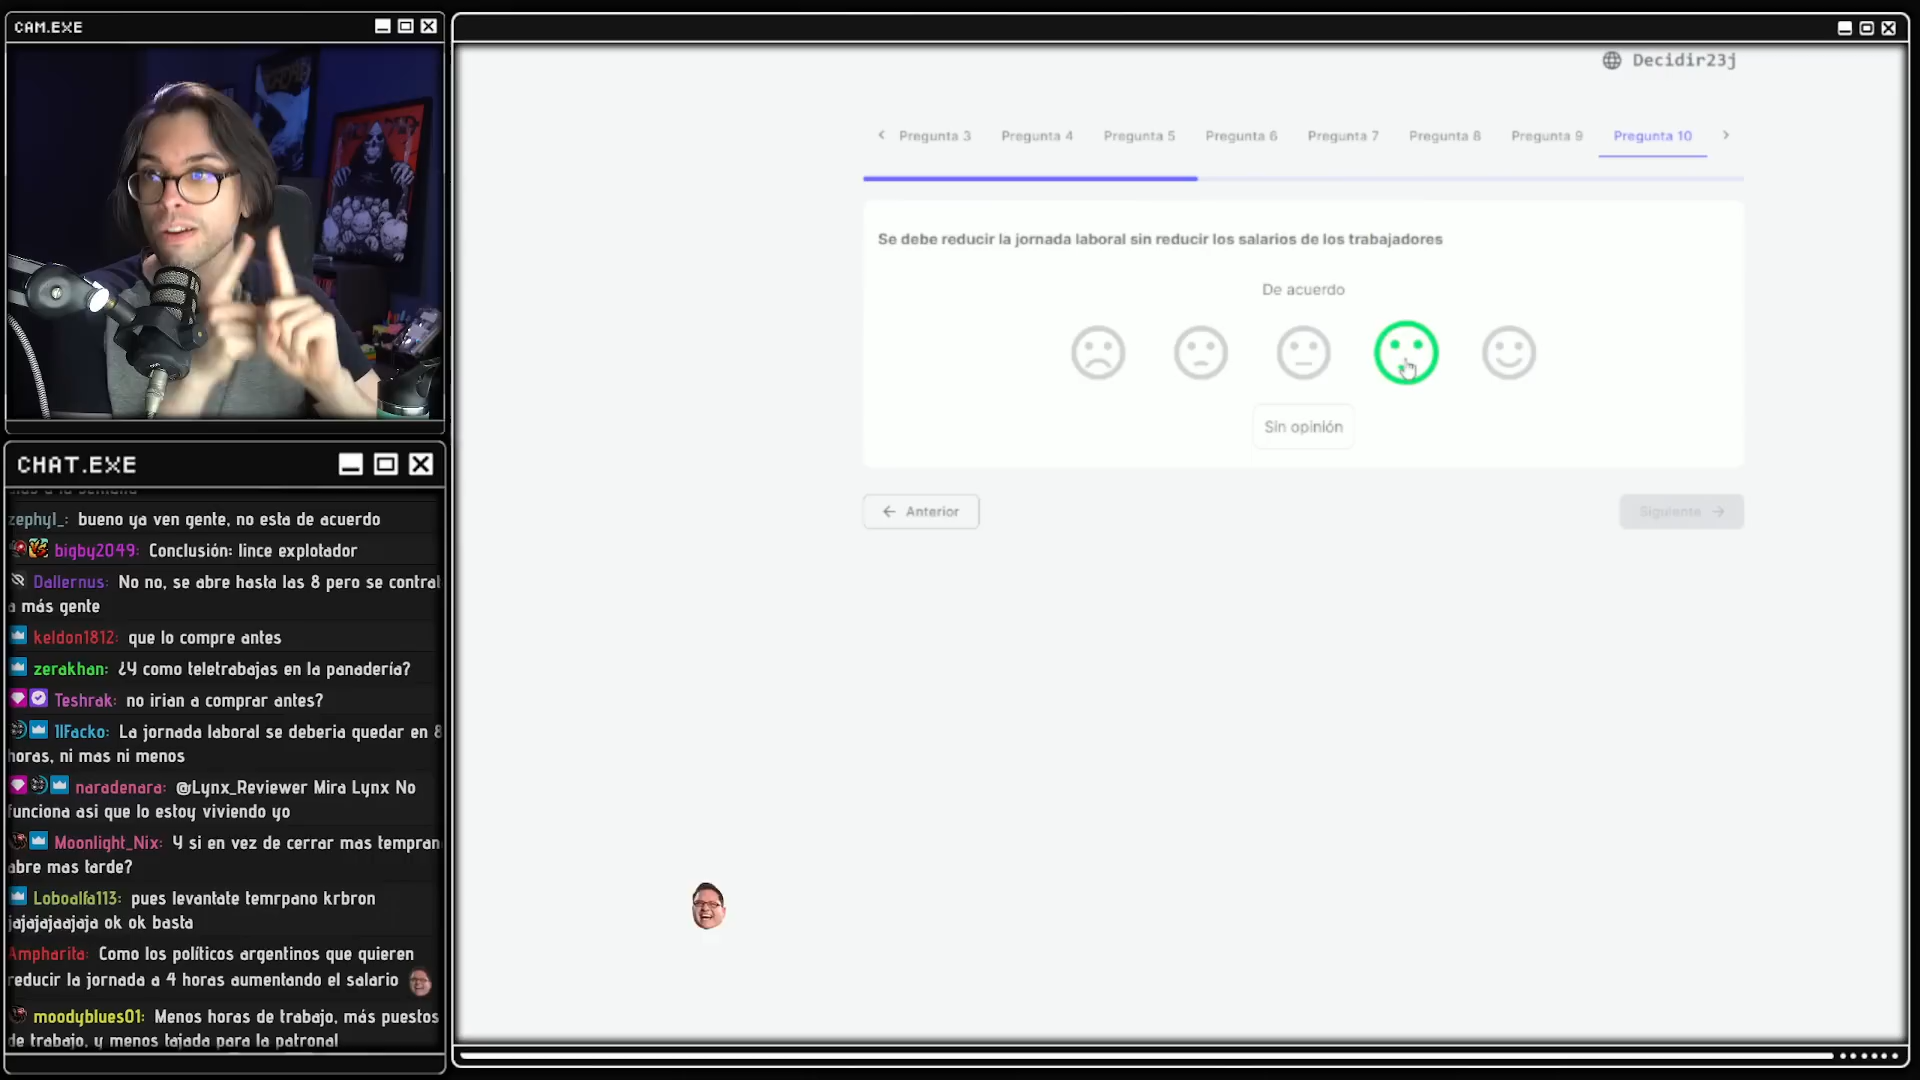 CAM.EXE
Decidir23j
Pregunta 3
Pregunta 4
Pregunta 5
Pregunta 6
Pregunta 7
Pregunta 8
Pregunta 9
Pregunta 10
Se debe reducir la jornada laboral sin reducir los salarios de los trabajadores
De acuerdo
Sin opinión
Anterior
Siguiente
CHAT.EXE
zephyl_: bueno ya ven gente, no esta de acuerdo
bigby2049: Conclusión: lince explotador
Dallernus: No no, se abre hasta las 8 pero se contrat
a más gente
keldon1812: que lo compre antes
zerakhan: ¿Y como teletrabajas en la panadería?
Teshrak: no irian a comprar antes?
11Facko: La jornada laboral se deberia quedar en 8
horas, ni mas ni menos
naradenara: @Lynx_Reviewer Mira Lynx No
funciona asi que lo estoy viviendo yo
Moonlight_Nix: Y si en vez de cerrar mas tempran
abre mas tarde?
Loboalfa113: pues levantate temrpano krbron
jajajajaajaja ok ok basta
Ampharita: Como los políticos argentinos que quieren
reducir la jornada a 4 horas aumentando el salario
moodyblues01: Menos horas de trabajo, más puestos
de trabajo, y menos tajada para la patronal